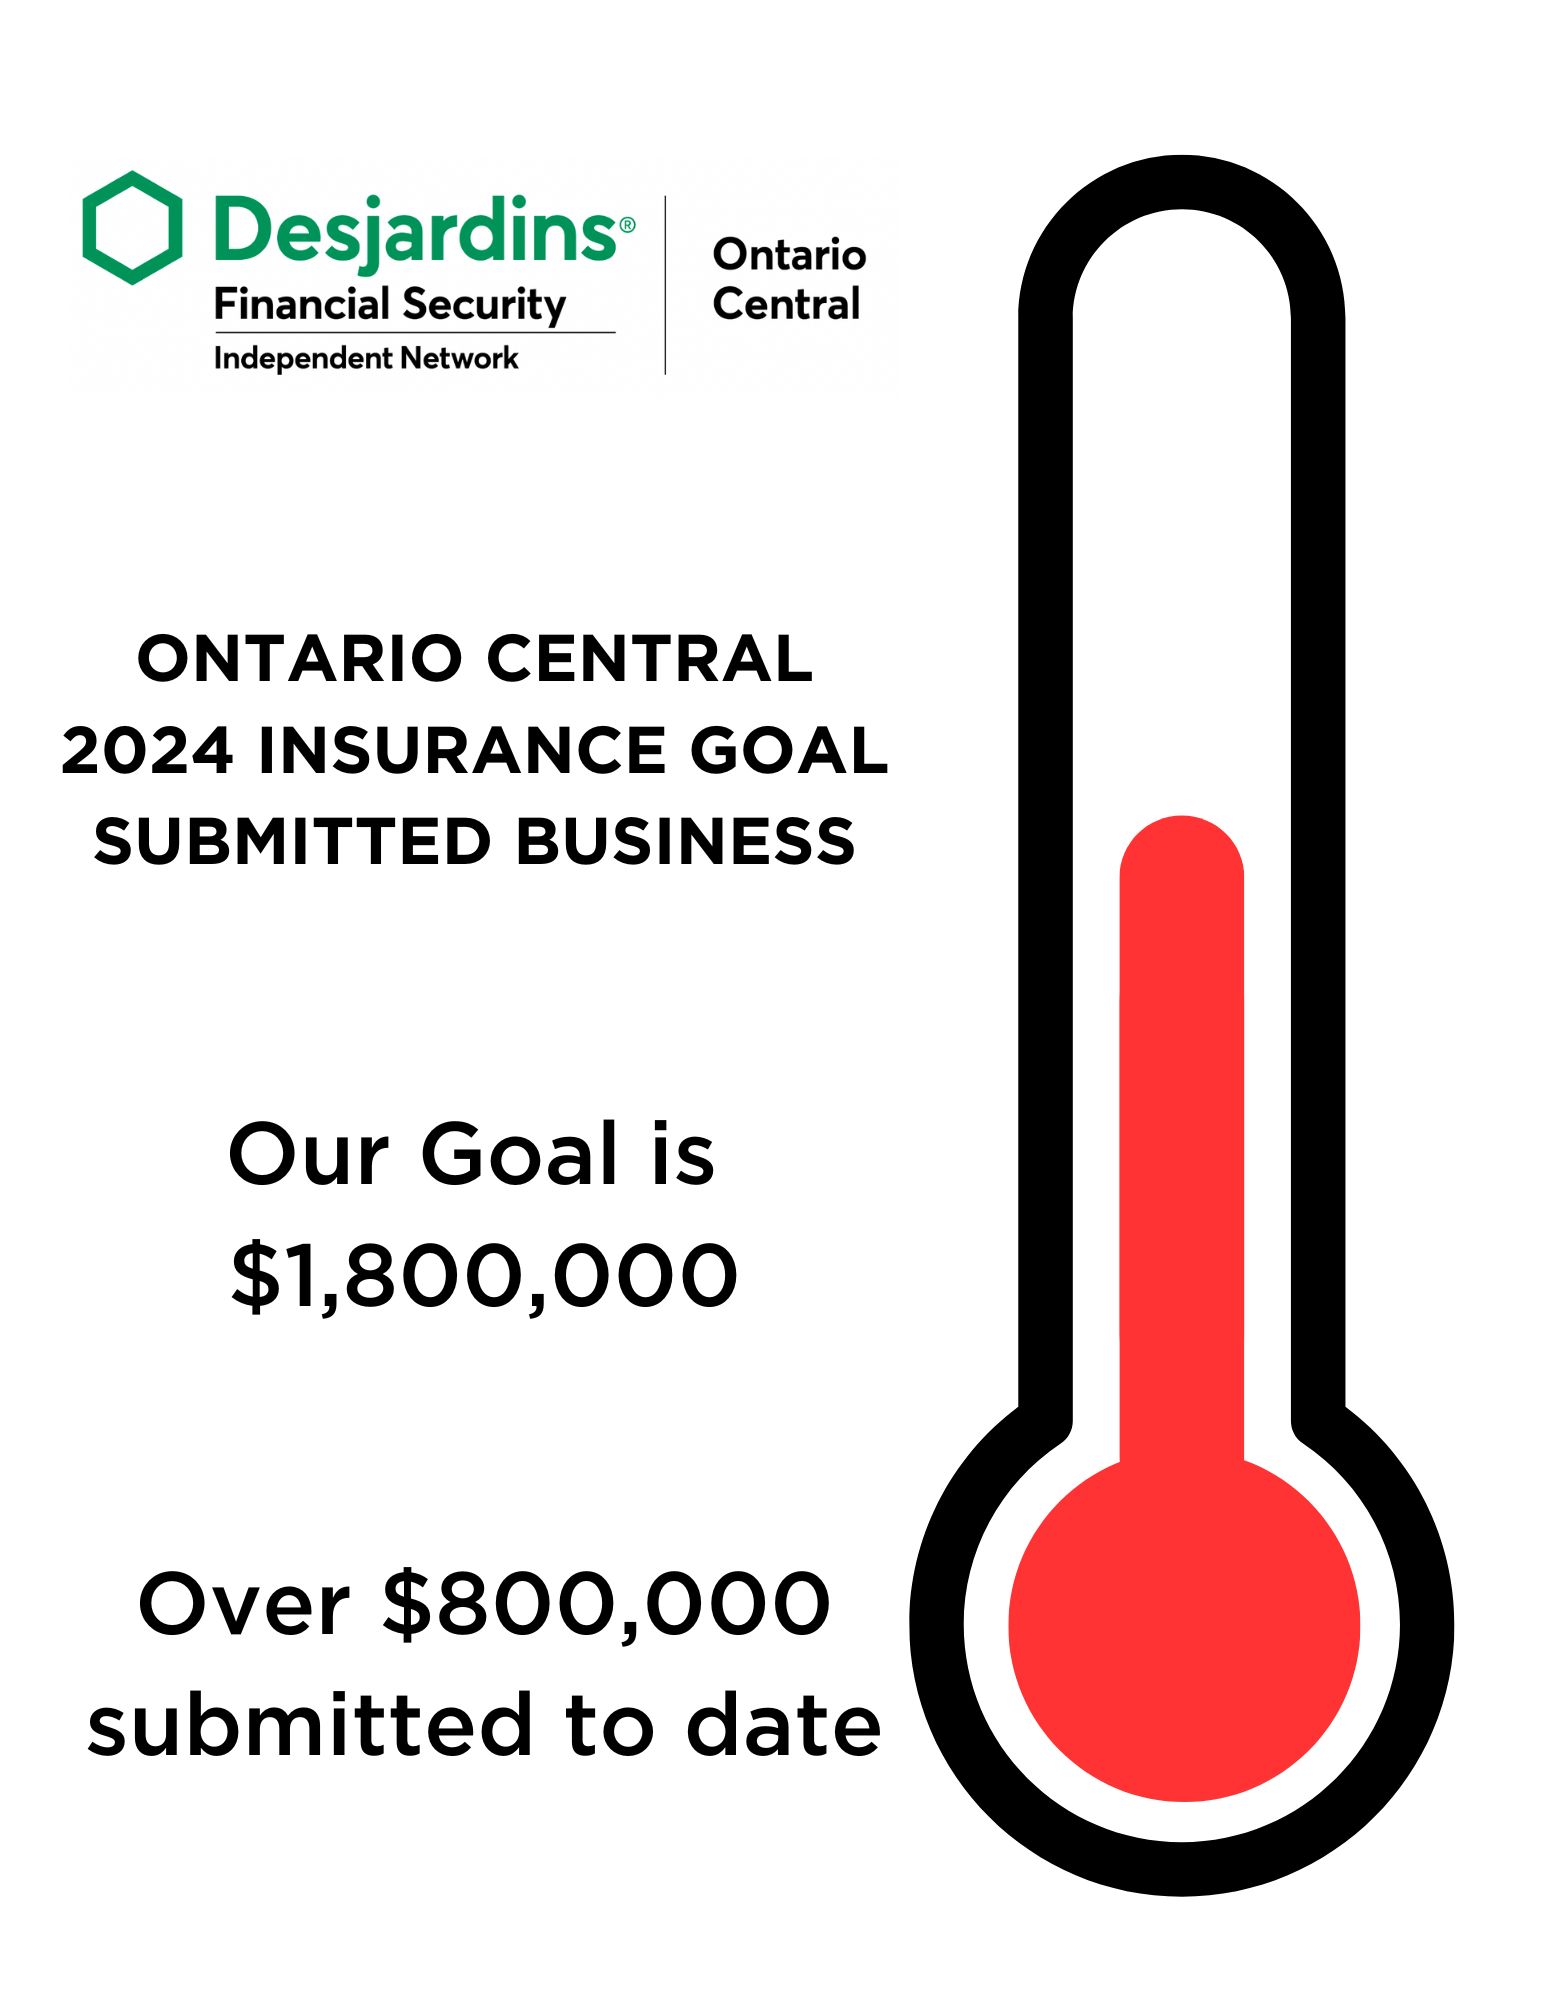 Desjardins®
Financial Security
Independent Network
Ontario
Central
ONTARIO CENTRAL
2024 INSURANCE GOAL
SUBMITTED BUSINESS
Our Goal is
$1,800,000
Over $800,000
submitted to date